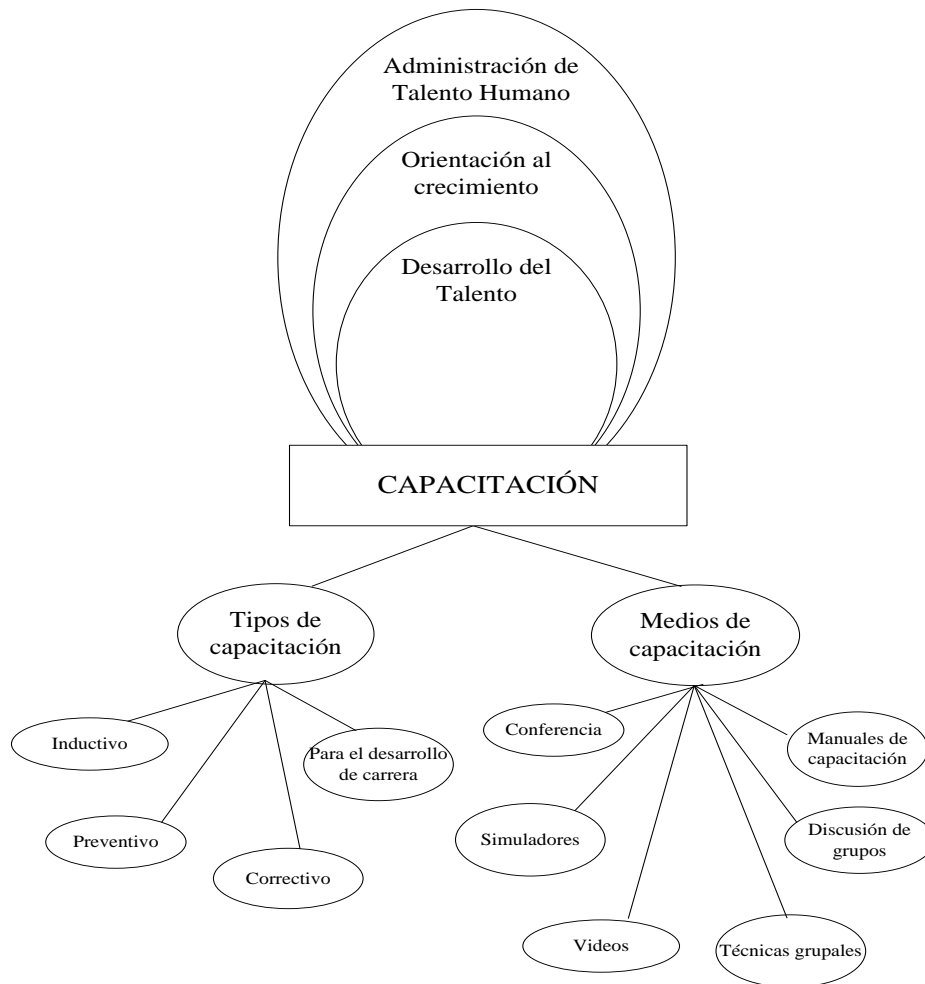 Administración de
Talento Humano
Orientación al
crecimiento
Desarrollo del
Talento
CAPACITACIÓN
Tipos de
capacitación
Medios de
capacitación
Inductivo
Para el desarrollo
de carrera
Preventivo
Correctivo
Conferencia
Manuales de
capacitación
Simuladores
Discusión de
grupos
Videos
Técnicas grupales